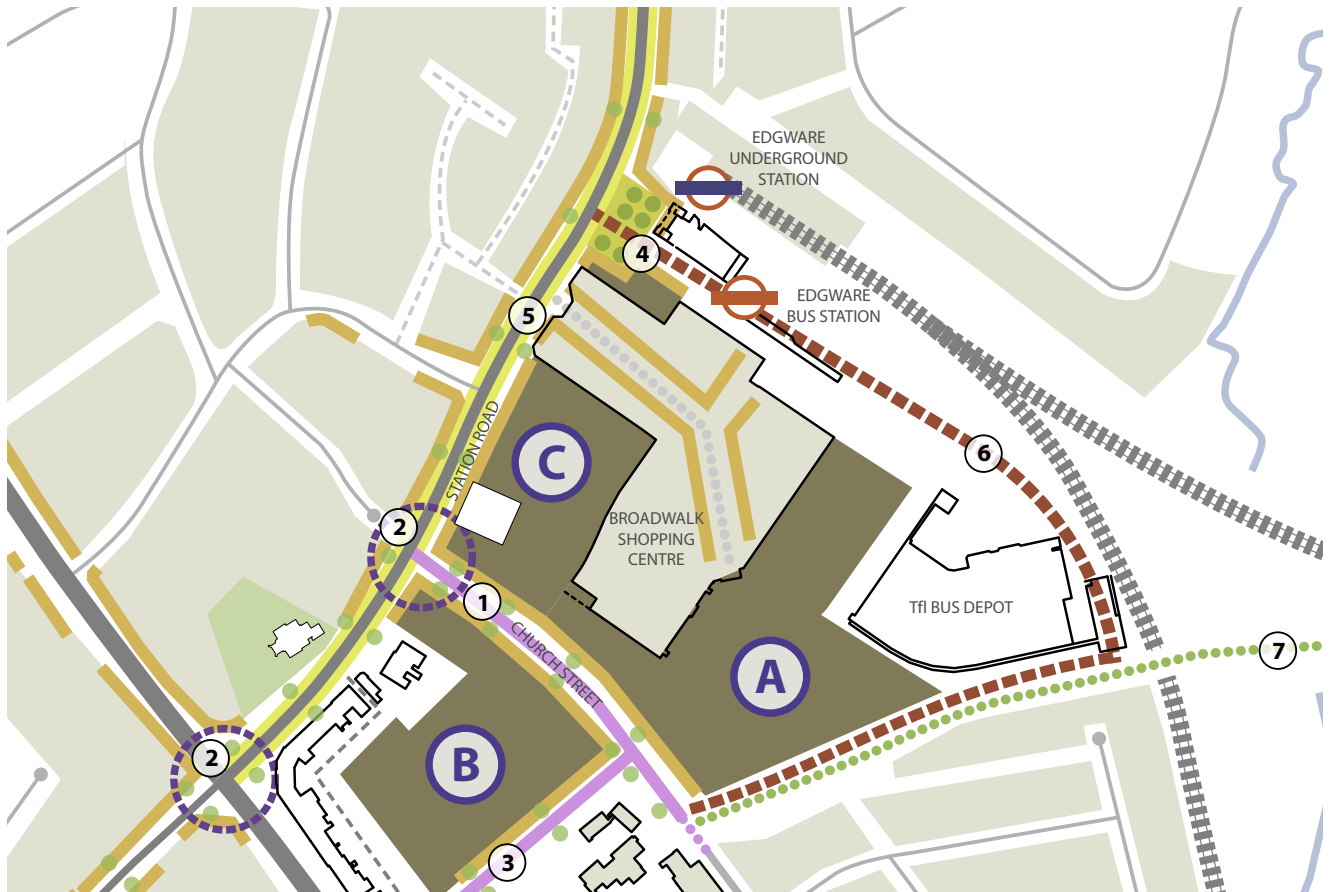 EDGWARE
UNDERGROUND
STATION
4
EDGWARE
BUS STATION
5
STATION ROAD
C
6
2
BROADWALK
SHOPPING
CENTRE
1
Tfl BUS DEPOT
CHURCH STREET
7
A
2
B
3